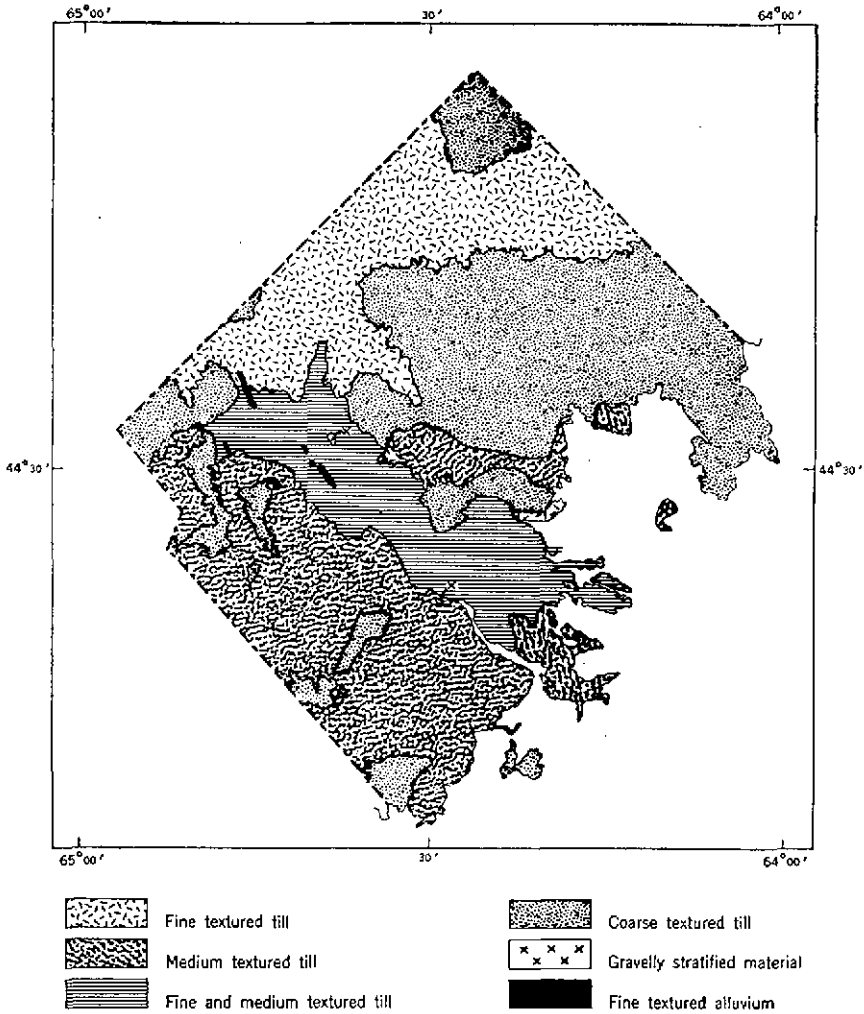 65°00′ 30′ 64°00′
44°30′ 44°30′
65°00′ 30′ 64°00′
Fine textured till
Medium textured till
Fine and medium textured till
Coarse textured till
Gravelly stratified material
Fine textured alluvium